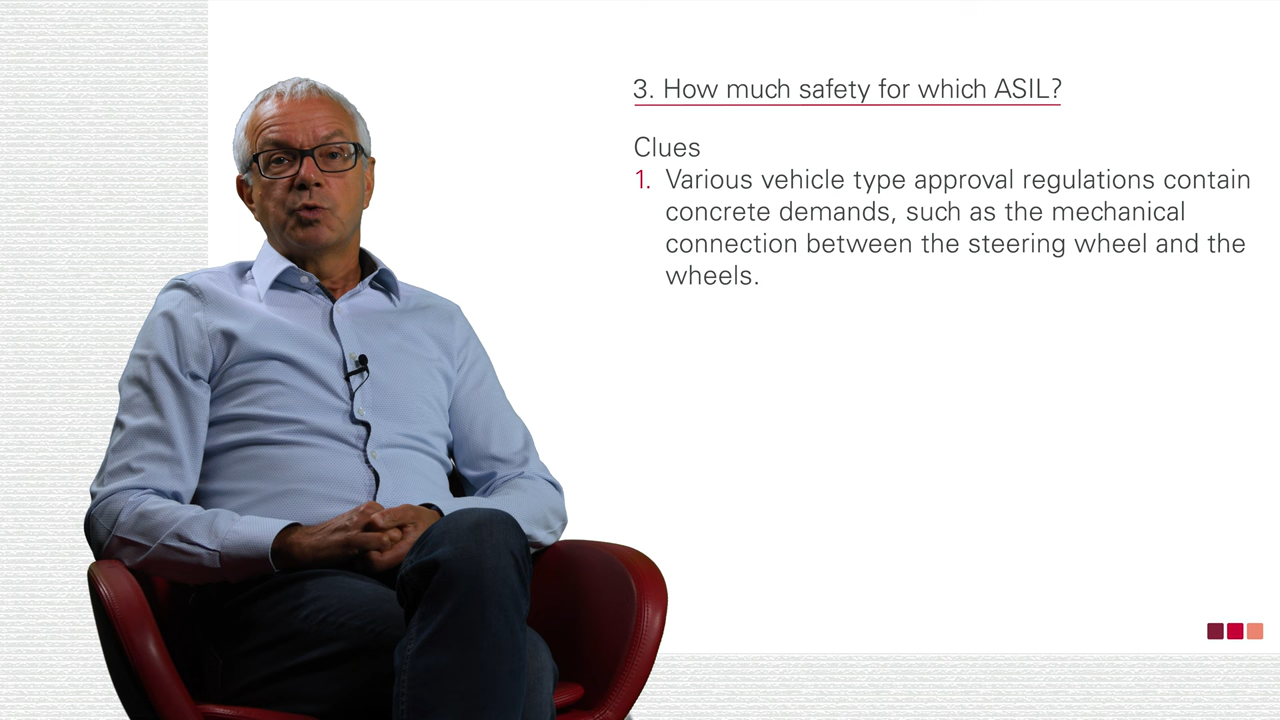 3. How much safety for which ASIL?
Clues
1. Various vehicle type approval regulations contain
concrete demands, such as the mechanical
connection between the steering wheel and the
wheels.